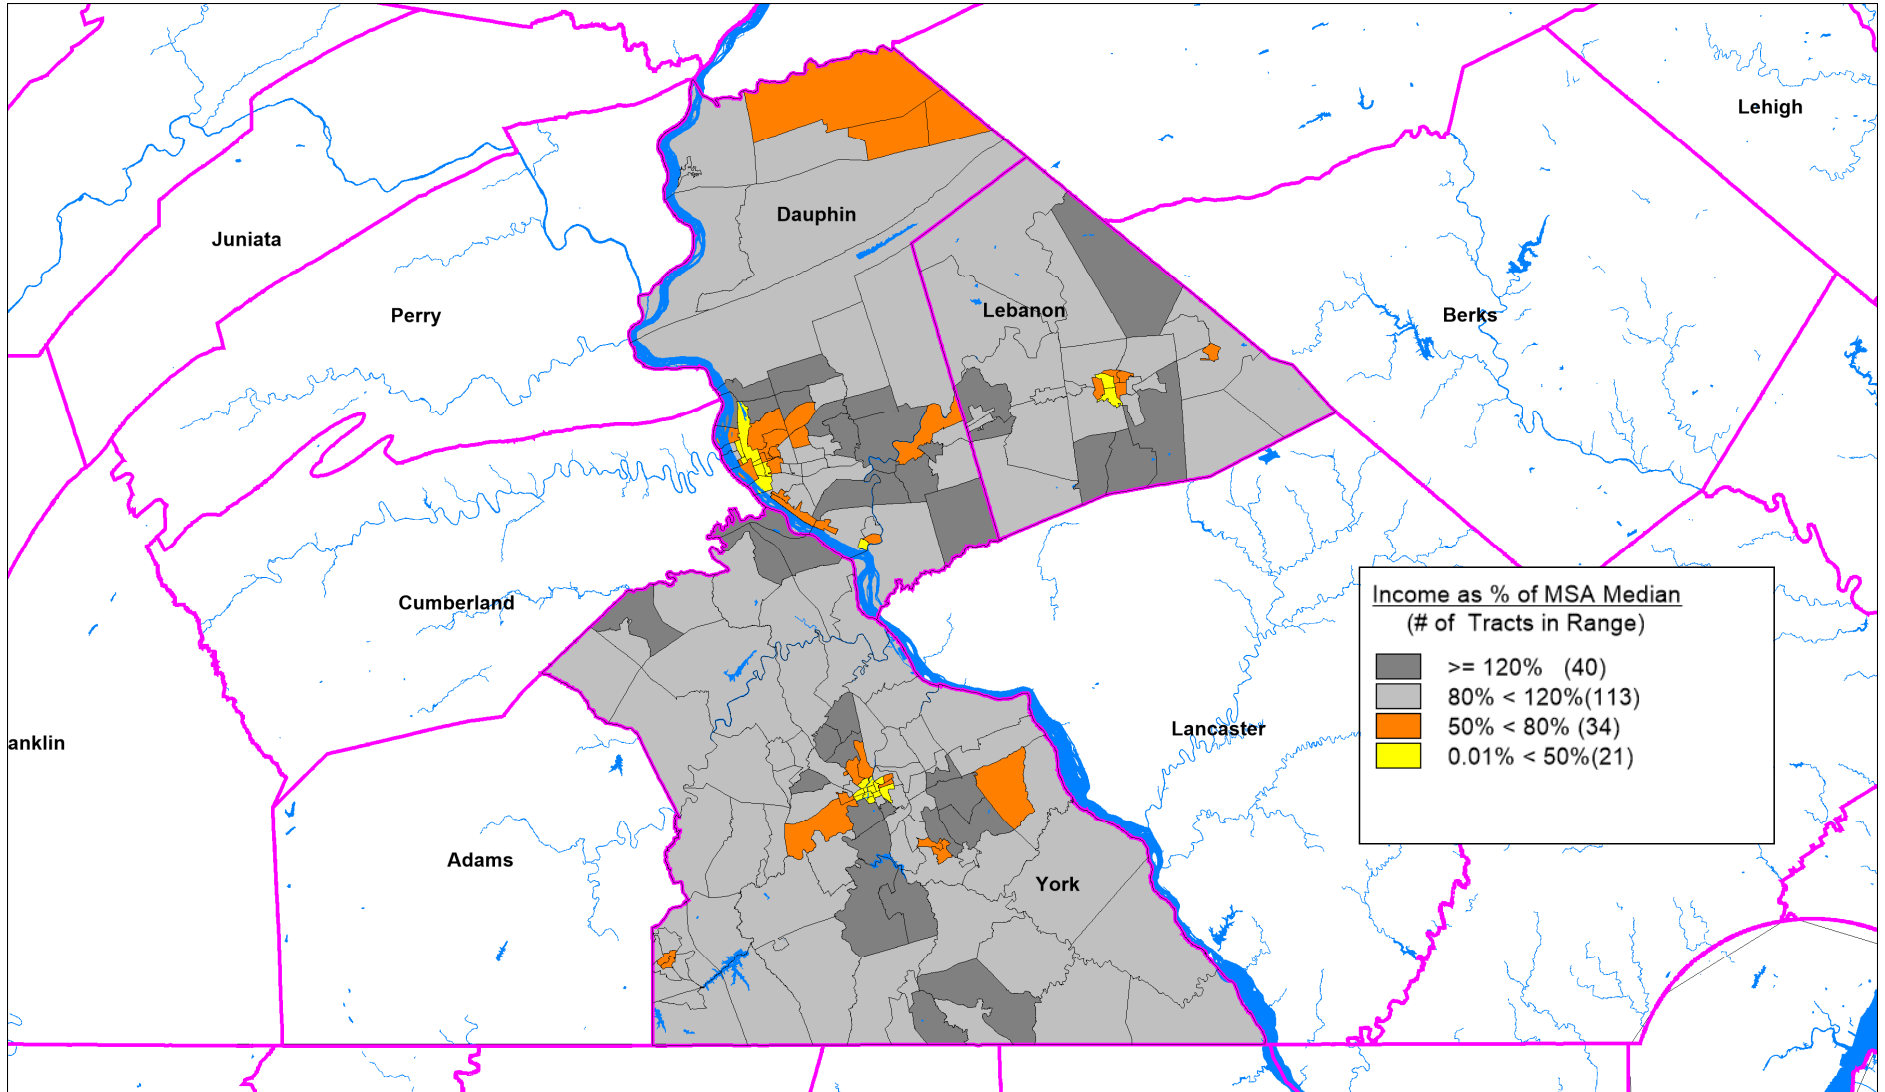 Lehigh
Dauphin
Juniata
Lebanon
Perry
Berks
Income as % of MSA Median
(# of Tracts in Range)
>= 120% (40)
80% < 120%(113)
50% < 80% (34)
0.01% < 50%(21)
Cumberland
Lancaster
anklin
Adams
York